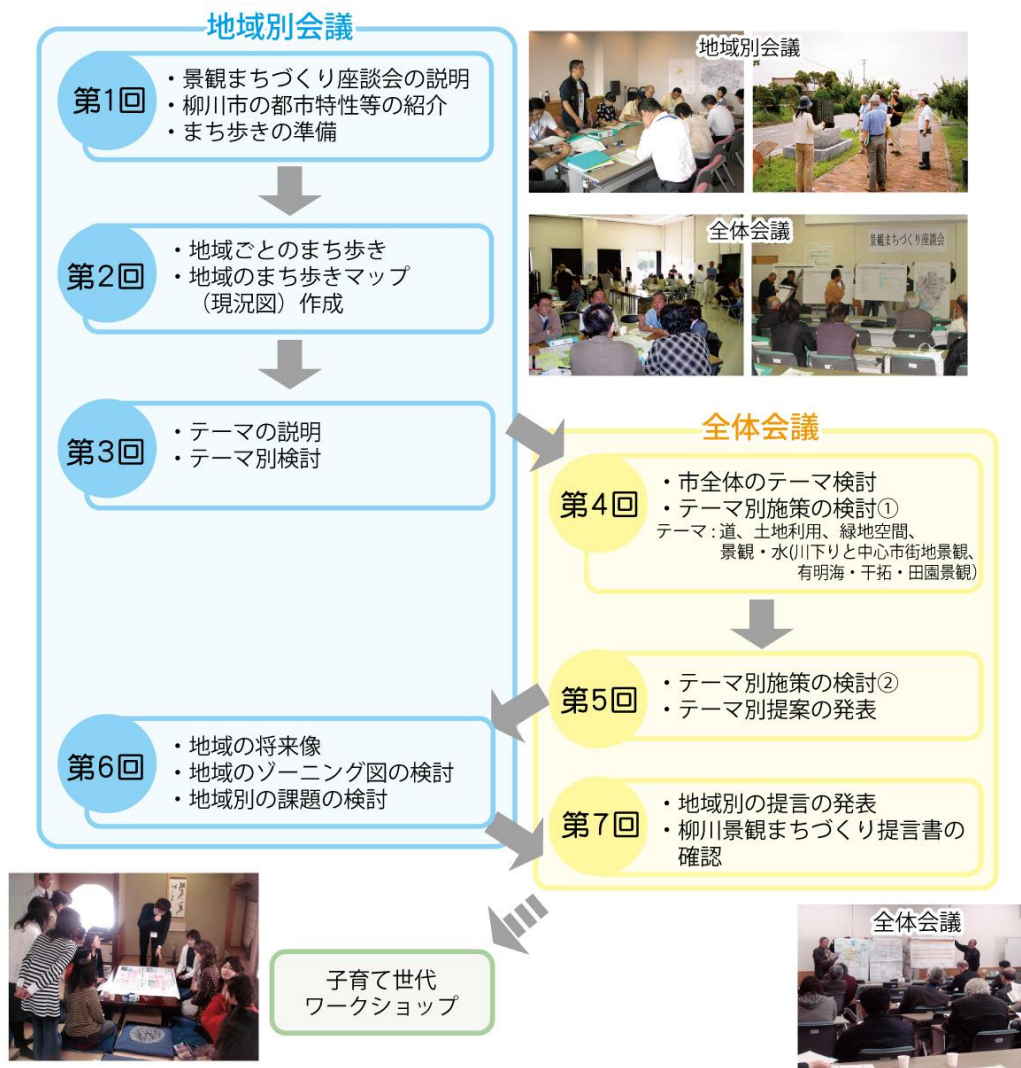 地域別会議
第1回
・景観まちづくり座談会の説明
・柳川市の都市特性等の紹介
・まち歩きの準備
第2回
・地域ごとのまち歩き
・地域のまち歩きマップ
（現況図）作成
第3回
・テーマの説明
・テーマ別検討
地域別会議
全体会議
景観まちづくり座談会
全体会議
第4回
・市全体のテーマ検討
・テーマ別施策の検討①
テーマ：道、土地利用、緑地空間、
景観・水(川下りと中心市街地景観、
有明海・干拓・田園景観)
第5回
・テーマ別施策の検討②
・テーマ別提案の発表
第6回
・地域の将来像
・地域のゾーニング図の検討
・地域別の課題の検討
第7回
・地域別の提言の発表
・柳川景観まちづくり提言書の
確認
子育て世代
ワークショップ
全体会議